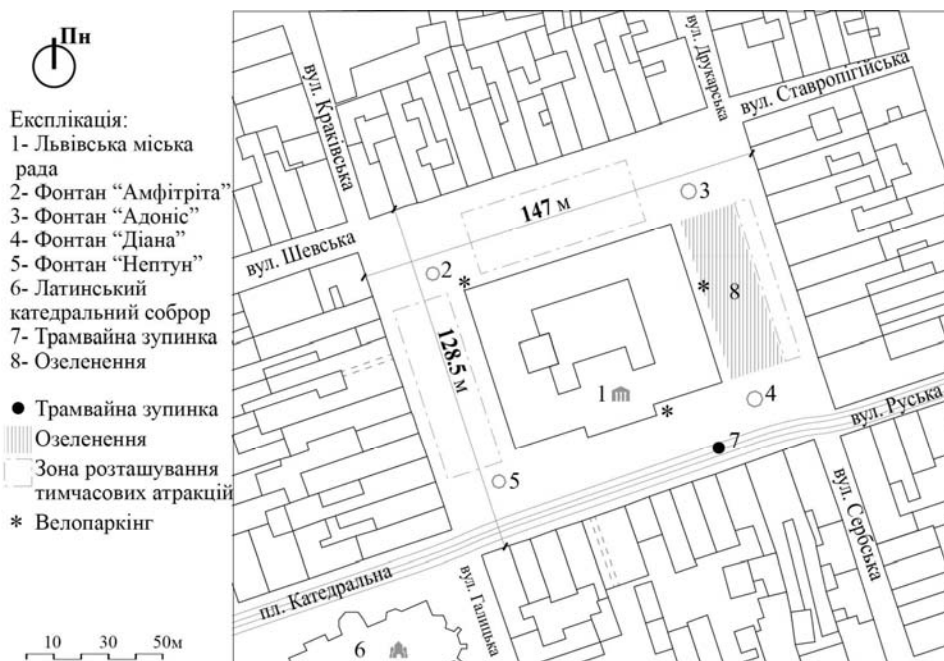 Пн
Експлікація:
1- Львівська міська
рада
2- Фонтан “Амфітріта”
3- Фонтан “Адоніс”
4- Фонтан “Діана”
5- Фонтан “Нептун”
6- Латинський
катедральний соброр
7- Трамвайна зупинка
8- Озеленення
Трамвайна зупинка
Озеленення
Зона розташування
тимчасових атракцій
* Велопаркінг
10 30 50м
вул. Краківська
вул. Друкарська
вул. Ставропігійська
вул. Шевська
147 м
3
2
*
*
8
128.5 м
1
*
4
вул. Руська
7
5
вул. Сербська
пл. Катедральна
вул. Галицька
6